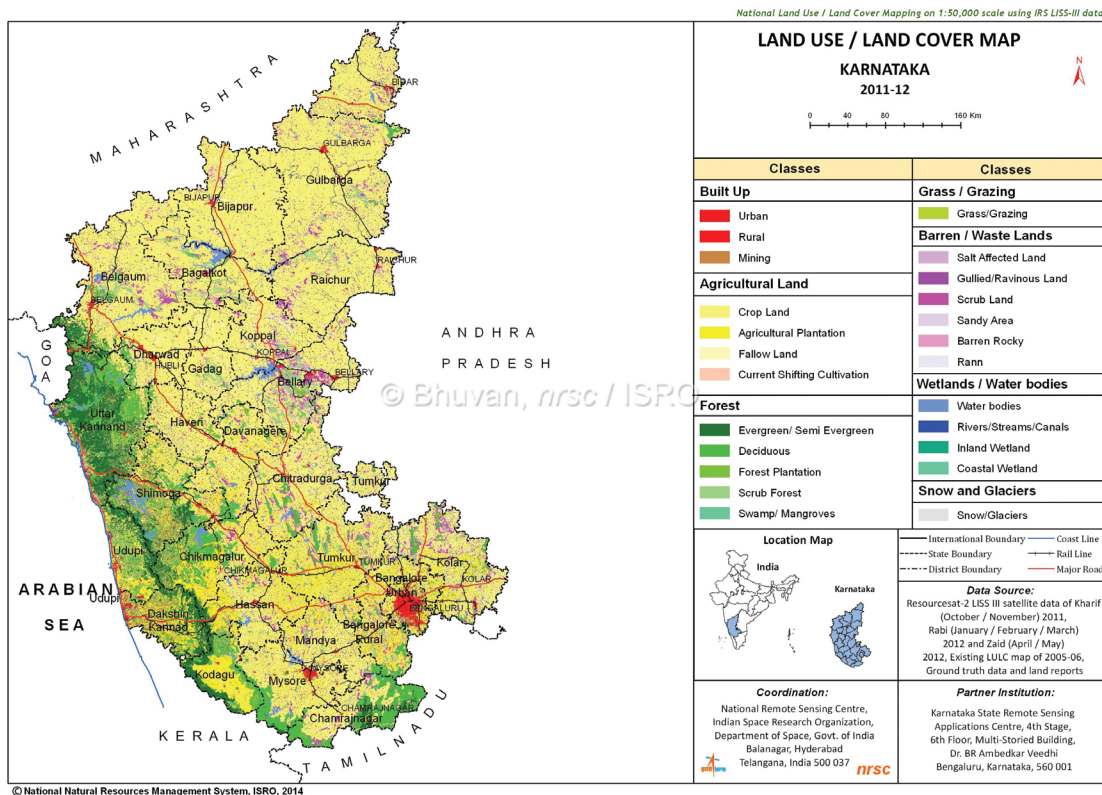 National Land Use / Land Cover Mapping on 1:50,000 scale using IRS LISS-III data
LAND USE / LAND COVER MAP
KARNATAKA
2011-12
N
0 40 80 160 Km
Classes
Built Up
Urban
Rural
Mining
Agricultural Land
Crop Land
Agricultural Plantation
Fallow Land
Current Shifting Cultivation
Forest
Evergreen/ Semi Evergreen
Deciduous
Forest Plantation
Scrub Forest
Swamp/ Mangroves
Classes
Grass / Grazing
Grass/Grazing
Barren / Waste Lands
Salt Affected Land
Gullied/Ravinous Land
Scrub Land
Sandy Area
Barren Rocky
Rann
Wetlands / Water bodies
Water bodies
Rivers/Streams/Canals
Inland Wetland
Coastal Wetland
Snow and Glaciers
Snow/Glaciers
Location Map
India
Karnataka
International Boundary
State Boundary
District Boundary
Coast Line
Rail Line
Major Road
Data Source:
Resourcesat-2 LISS III satellite data of Kharif
(October / November) 2011,
Rabi (January / February / March)
2012 and Zaid (April / May)
2012, Existing LULC map of 2005-06,
Ground truth data and land reports
Coordination:
National Remote Sensing Centre,
Indian Space Research Organization,
Department of Space, Govt. of India
Balanagar, Hyderabad
Telangana, India 500 037
nrsc
Partner Institution:
Karnataka State Remote Sensing
Applications Centre, 4th Stage,
6th Floor, Multi-Storied Building,
Dr. BR Ambedkar Veedhi
Bengaluru, Karnataka, 560 001
MAHARASHTRA
BIDAR
GULBARGA
Gulbarga
BIJAPUR
Bijapur
RAICHUR
Raichur
Bagalkot
Belgaum
BELGAUM
GOA
ANDHRA
PRADESH
Koppal
KOPPAL
Dharwad
HUBLI
Gadag
BELLARY
Bellary
© Bhuvan, nrsc / ISRO
Uttar
Kannand
Haveri
Davanagere
Chitradurga
Tumkur
Shimoga
Udupi
Chikmagalur
CHIKMAGALUR
Tumkur
TUMKUR
Kolar
KOLAR
Bangalore
Urban
BENGALURU
ARABIAN
SEA
Udupi
Dakshin
Kannad
Hassan
Bangalore
Rural
Mandya
Kodagu
MYSORE
Mysore
CHAMRAJNAGAR
Chamrajnagar
KERALA
TAMILNADU
© National Natural Resources Management System, ISRO, 2014